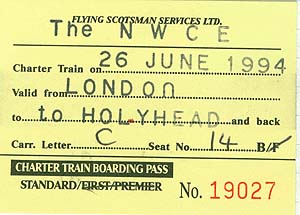 FLYING SCOTSMAN SERVICES LTD.
The NWCE
Charter Train on 26 JUNE 1994
Valid from LONDON
to to HOLYHEAD and back
Carr. Letter C Seat No. 14 B/F
CHARTER TRAIN BOARDING PASS
STANDARD/FIRST/PREMIER
No. 19027